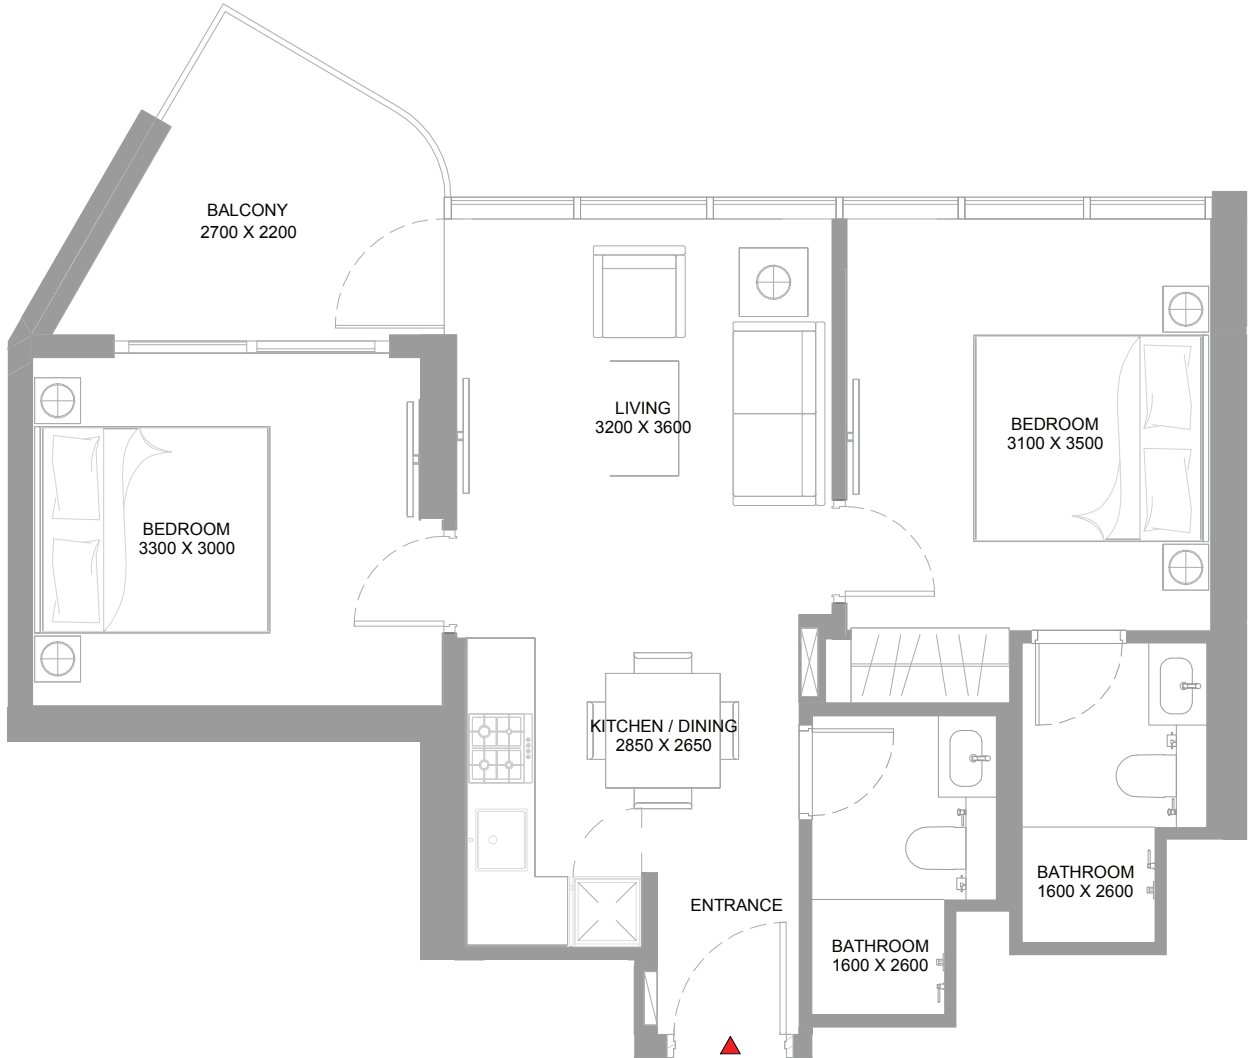 BALCONY
2700 X 2200
LIVING
3200 X 3600
BEDROOM
3100 X 3500
BEDROOM
3300 X 3000
KITCHEN / DINING
2850 X 2650
BATHROOM
1600 X 2600
ENTRANCE
BATHROOM
1600 X 2600